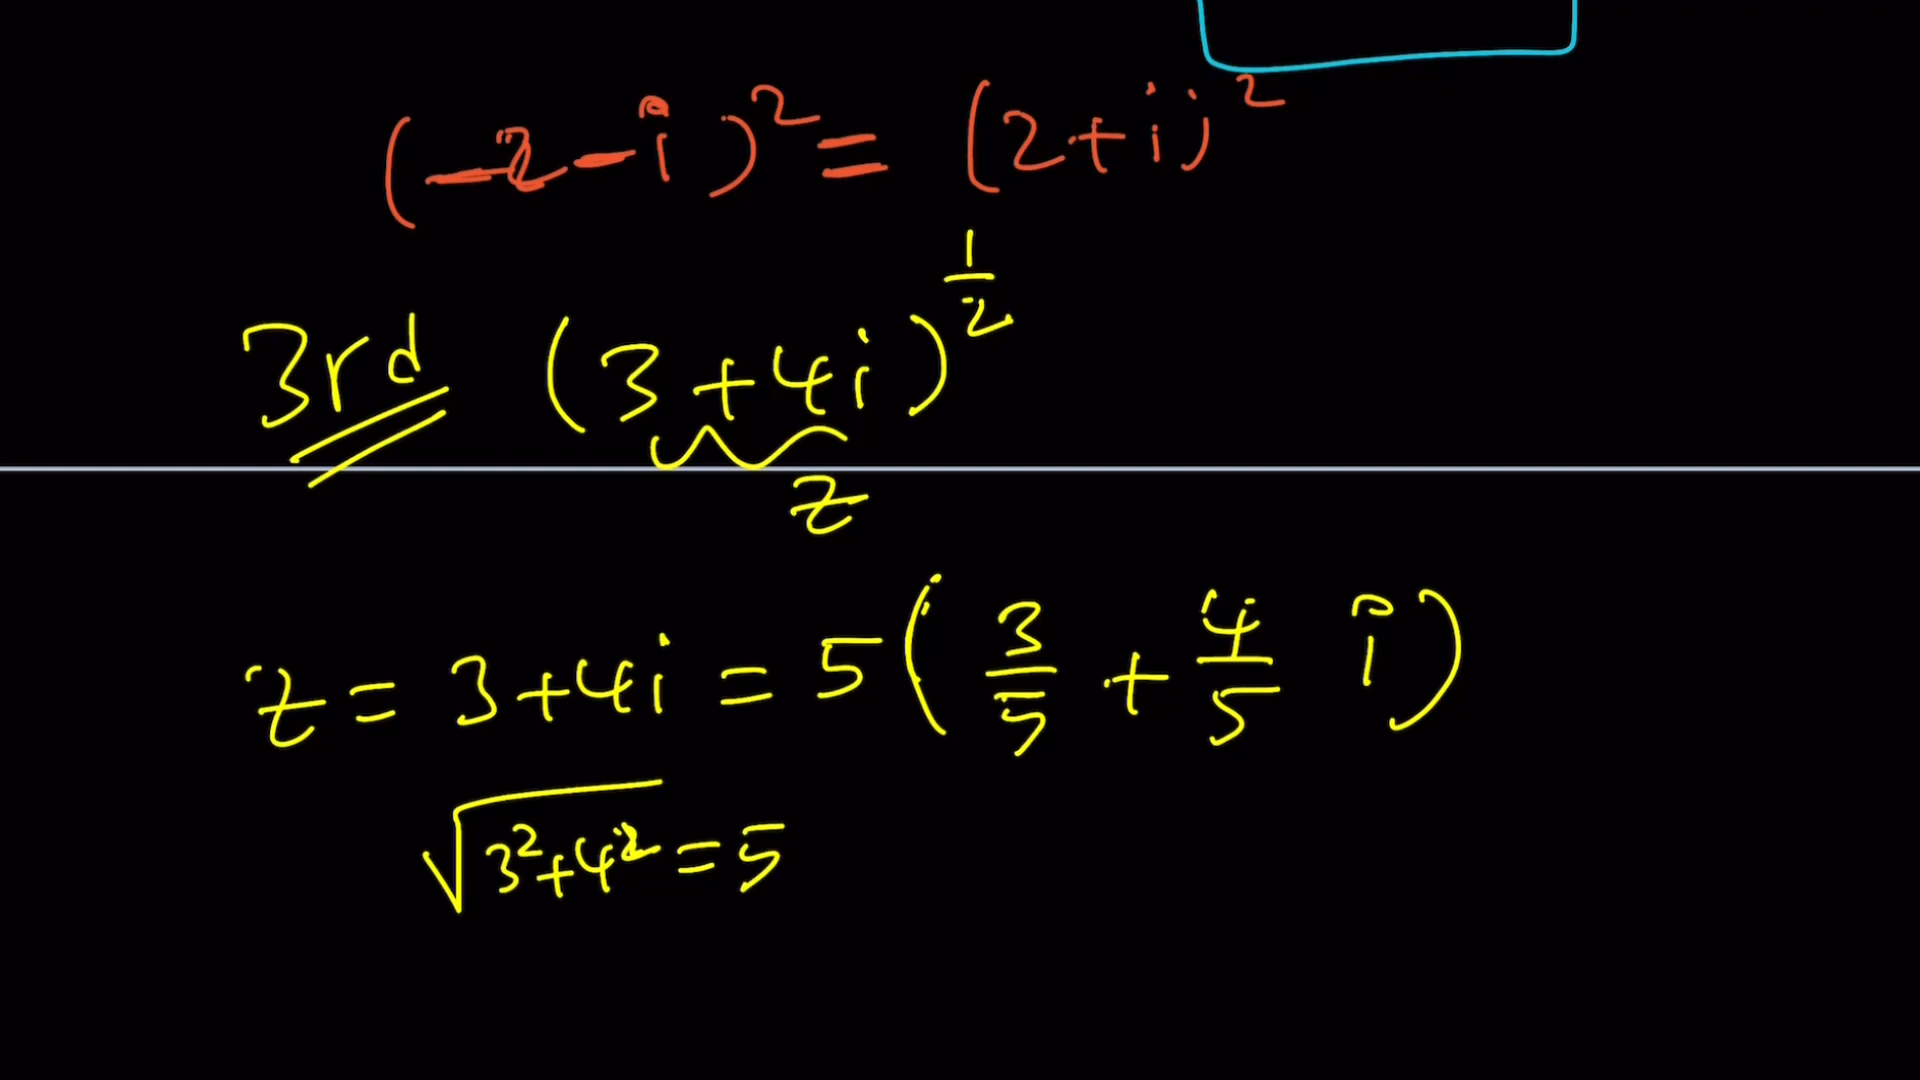 (-2-i)² = (2+i)²
3rd (3+4i)^½
z
z = 3+4i = 5(3/5 + 4/5 i)
√(3²+4²) = 5